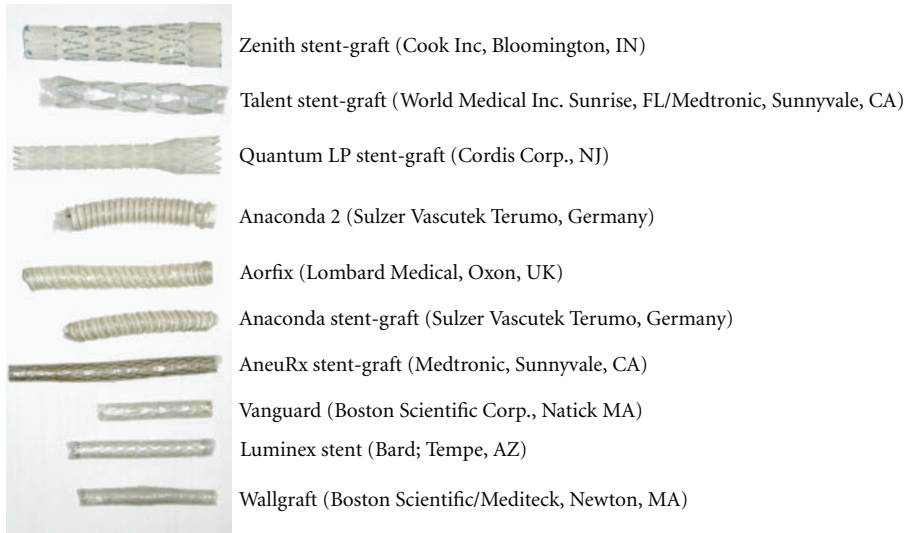 Zenith stent-graft (Cook Inc, Bloomington, IN)
Talent stent-graft (World Medical Inc. Sunrise, FL/Medtronic, Sunnyvale, CA)
Quantum LP stent-graft (Cordis Corp., NJ)
Anaconda 2 (Sulzer Vascutek Terumo, Germany)
Aorfix (Lombard Medical, Oxon, UK)
Anaconda stent-graft (Sulzer Vascutek Terumo, Germany)
AneuRx stent-graft (Medtronic, Sunnyvale, CA)
Vanguard (Boston Scientific Corp., Natick MA)
Luminex stent (Bard; Tempe, AZ)
Wallgraft (Boston Scientific/Mediteck, Newton, MA)